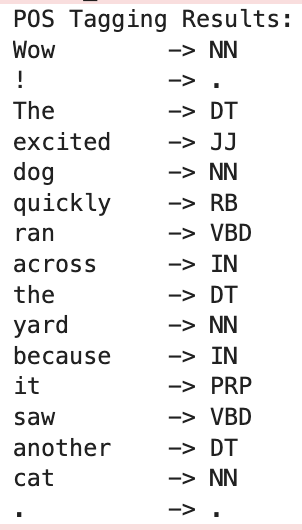 POS Tagging Results:
Wow -> NN
! -> .
The -> DT
excited -> JJ
dog -> NN
quickly -> RB
ran -> VBD
across -> IN
the -> DT
yard -> NN
because -> IN
it -> PRP
saw -> VBD
another -> DT
cat -> NN
. -> .